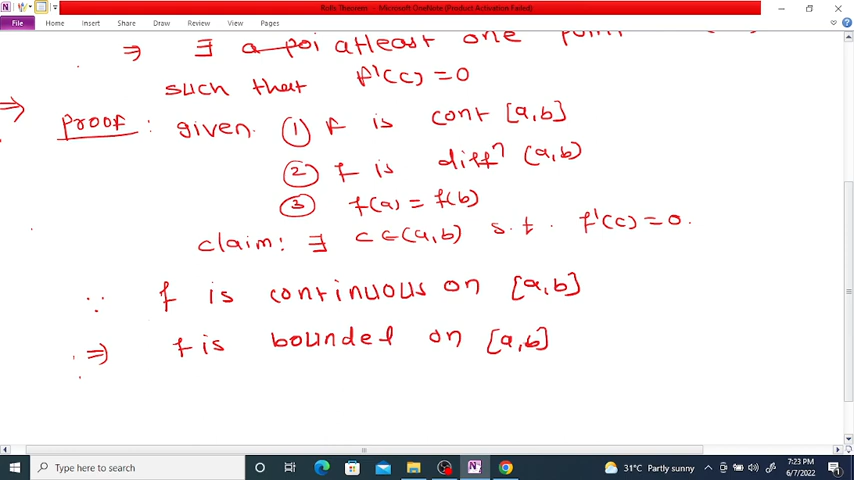 Rolls Theorem - Microsoft OneNote (Product Activation Failed)
File Home Insert Share Draw Review View Pages
⇒ ∃ a poi atleast one point
such that f'(c) = 0
⇒ Proof : given. ① f is cont [a,b]
② f is diffⁿ (a,b)
③ f(a) = f(b)
claim: ∃ c ∈ (a,b) s.t. f'(c) = 0.
∵ f is continuous on [a,b]
∴ ⇒ f is bounded on [a,b]
Type here to search
31°C Partly sunny
7:23 PM
6/7/2022